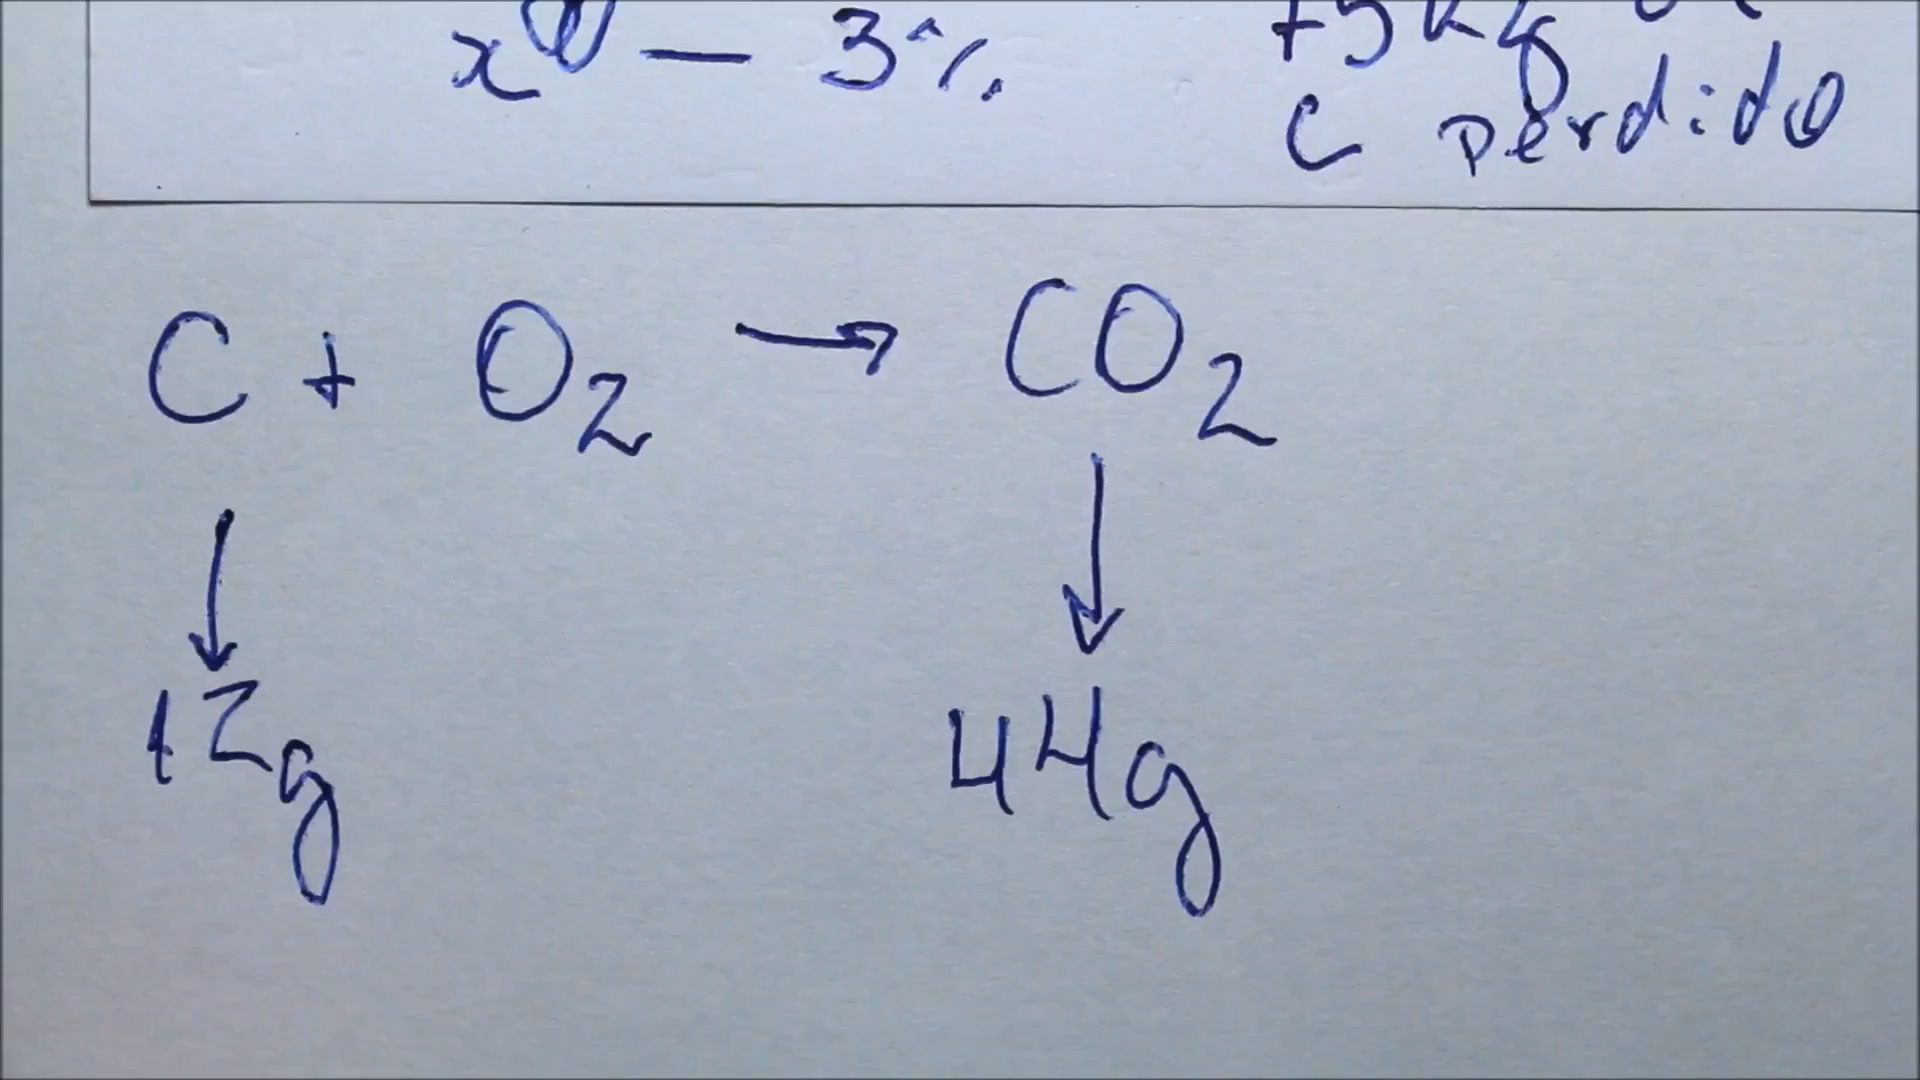 x — 3%
C perdido
C + O₂ → CO₂
↓ ↓
12g 44g